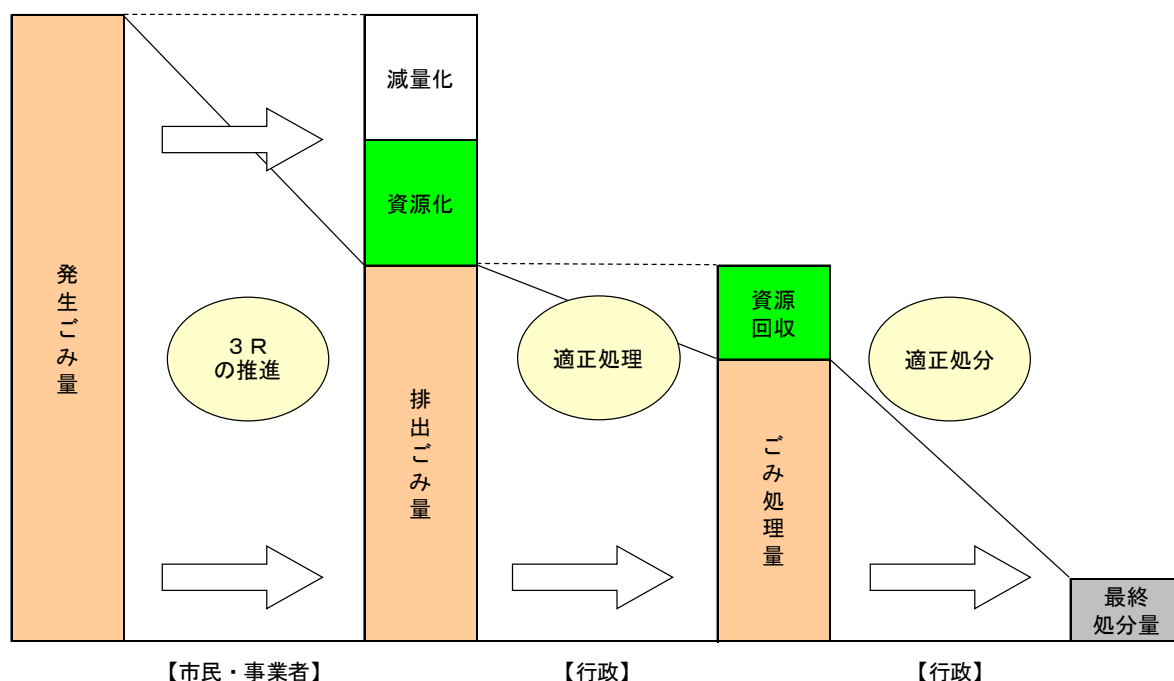 発生ごみ量
３Ｒ
の推進
減量化
資源化
排出ごみ量
適正処理
資源
回収
ごみ処理量
適正処分
最終
処分量
【市民・事業者】
【行政】
【行政】